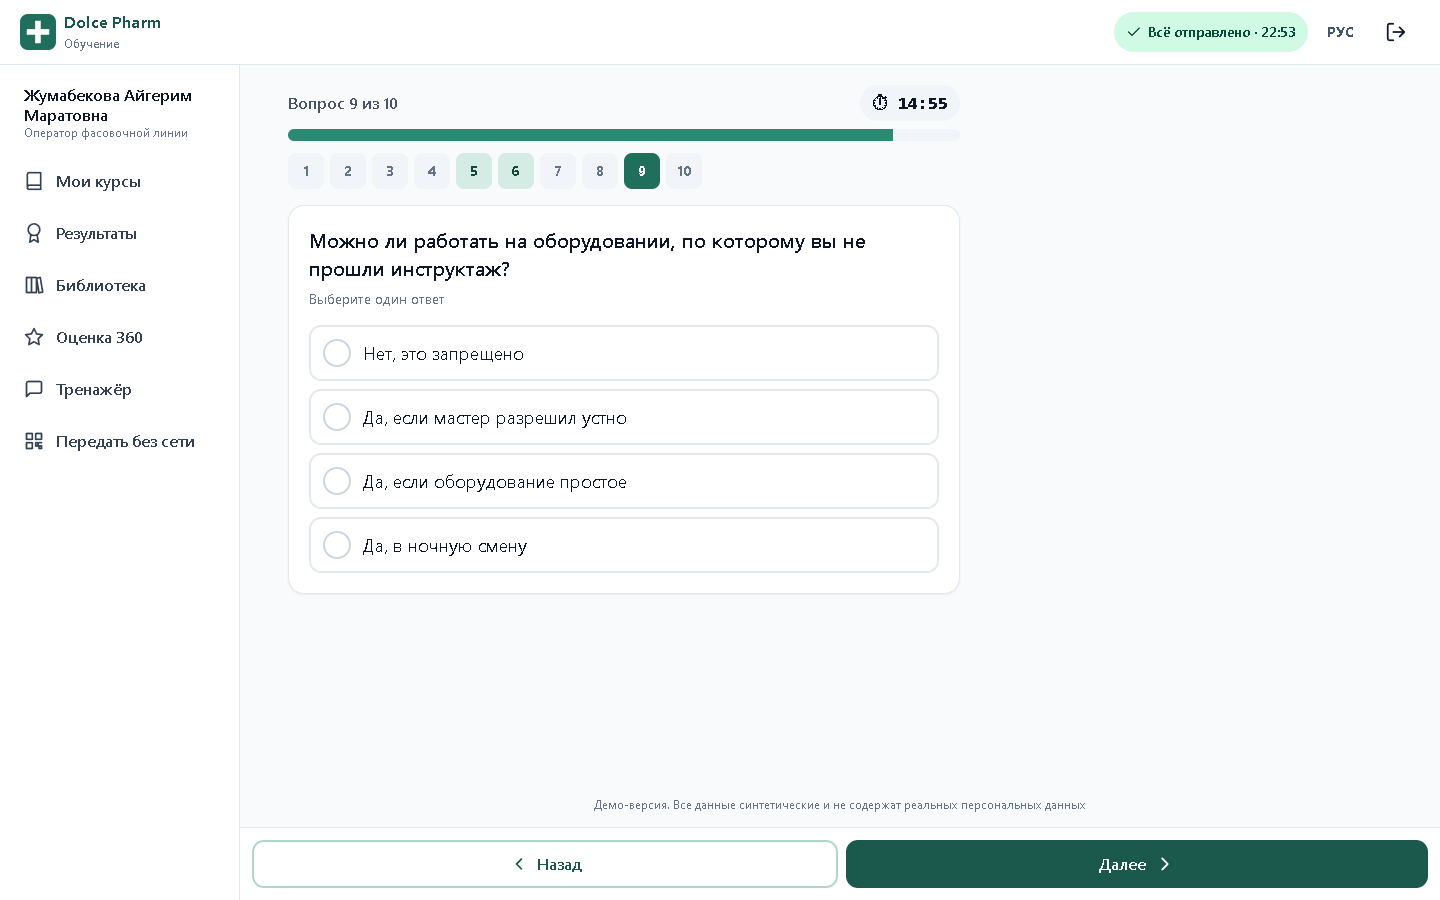 Dolce Pharm
Обучение
Всё отправлено · 22:53
РУС
Жумабекова Айгерим
Маратовна
Оператор фасовочной линии
Мои курсы
Результаты
Библиотека
Оценка 360
Тренажёр
Передать без сети
Вопрос 9 из 10
14:55
1 2 3 4 5 6 7 8 9 10
Можно ли работать на оборудовании, по которому вы не
прошли инструктаж?
Выберите один ответ
Нет, это запрещено
Да, если мастер разрешил устно
Да, если оборудование простое
Да, в ночную смену
Демо-версия. Все данные синтетические и не содержат реальных персональных данных
Назад
Далее